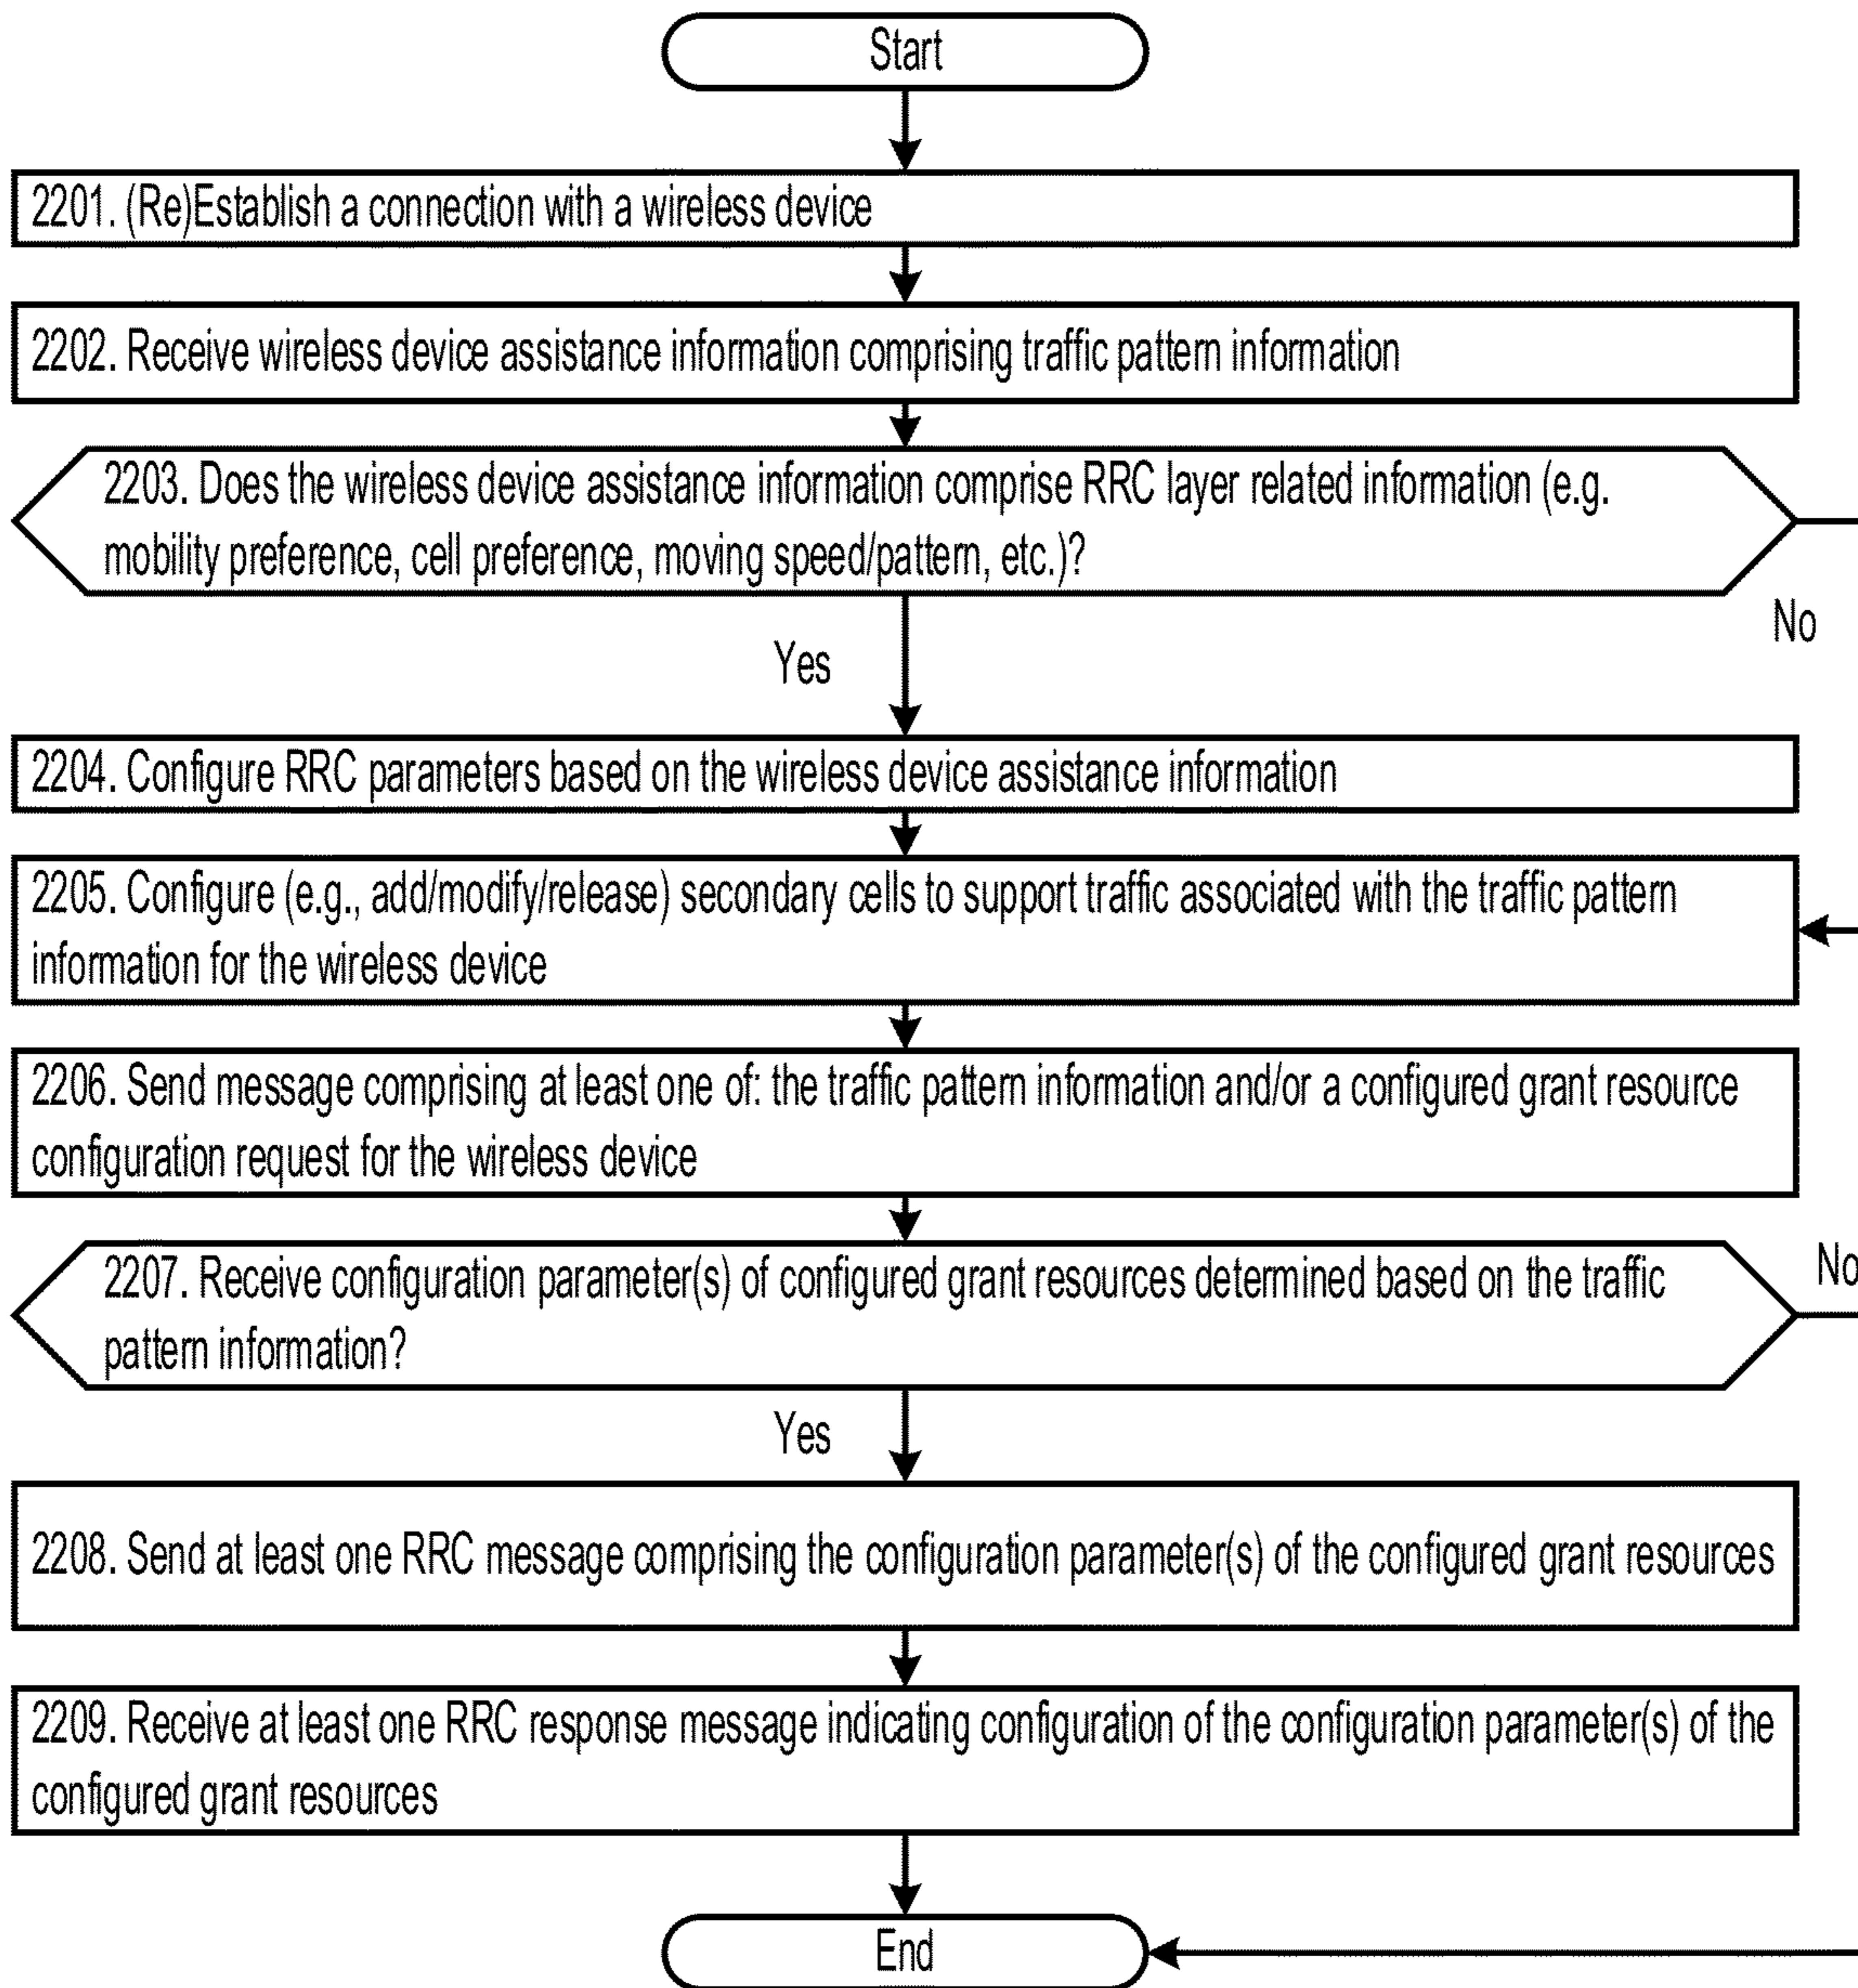 Start
2201. (Re)Establish a connection with a wireless device
2202. Receive wireless device assistance information comprising traffic pattern information
2203. Does the wireless device assistance information comprise RRC layer related information (e.g.
mobility preference, cell preference, moving speed/pattern, etc.)?
No
Yes
2204. Configure RRC parameters based on the wireless device assistance information
2205. Configure (e.g., add/modify/release) secondary cells to support traffic associated with the traffic pattern
information for the wireless device
2206. Send message comprising at least one of: the traffic pattern information and/or a configured grant resource
configuration request for the wireless device
2207. Receive configuration parameter(s) of configured grant resources determined based on the traffic
pattern information?
No
Yes
2208. Send at least one RRC message comprising the configuration parameter(s) of the configured grant resources
2209. Receive at least one RRC response message indicating configuration of the configuration parameter(s) of the
configured grant resources
End